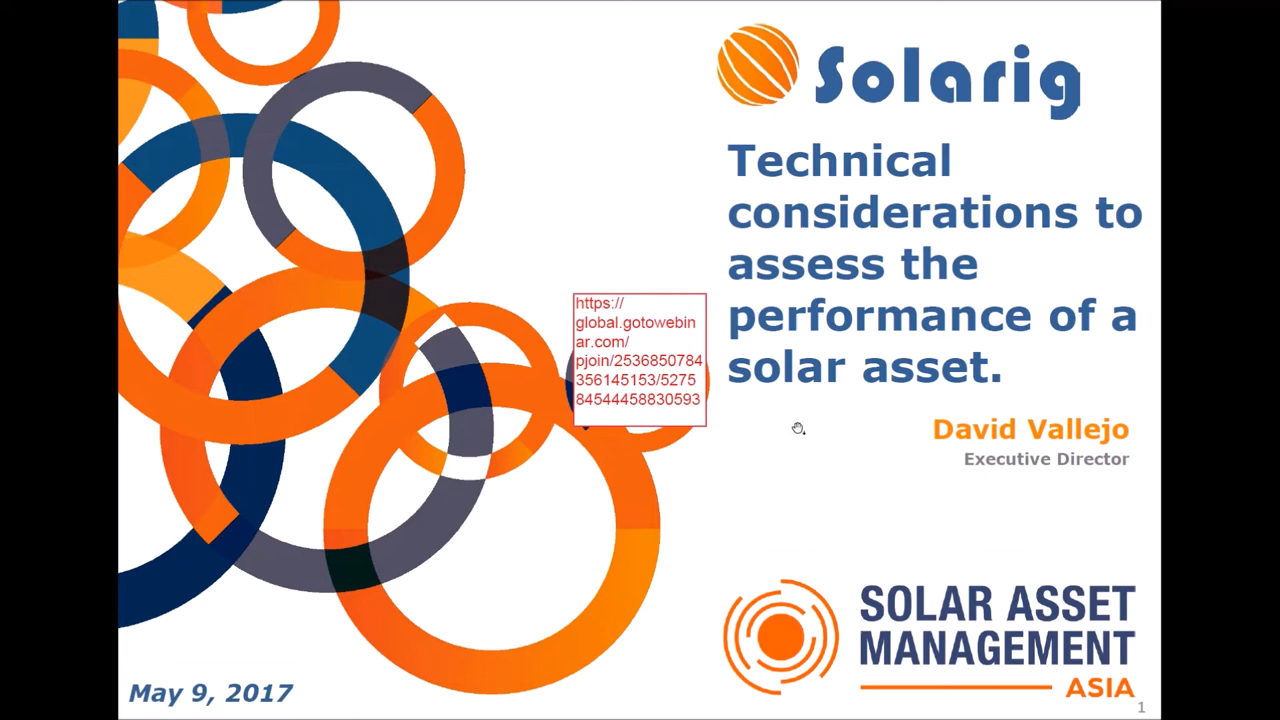 Solarig
Technical
considerations to
assess the
performance of a
solar asset.
https://
global.gotowebin
ar.com/
pjoin/2536850784
356145153/5275
84544458830593
David Vallejo
Executive Director
SOLAR ASSET
MANAGEMENT
ASIA
May 9, 2017
1